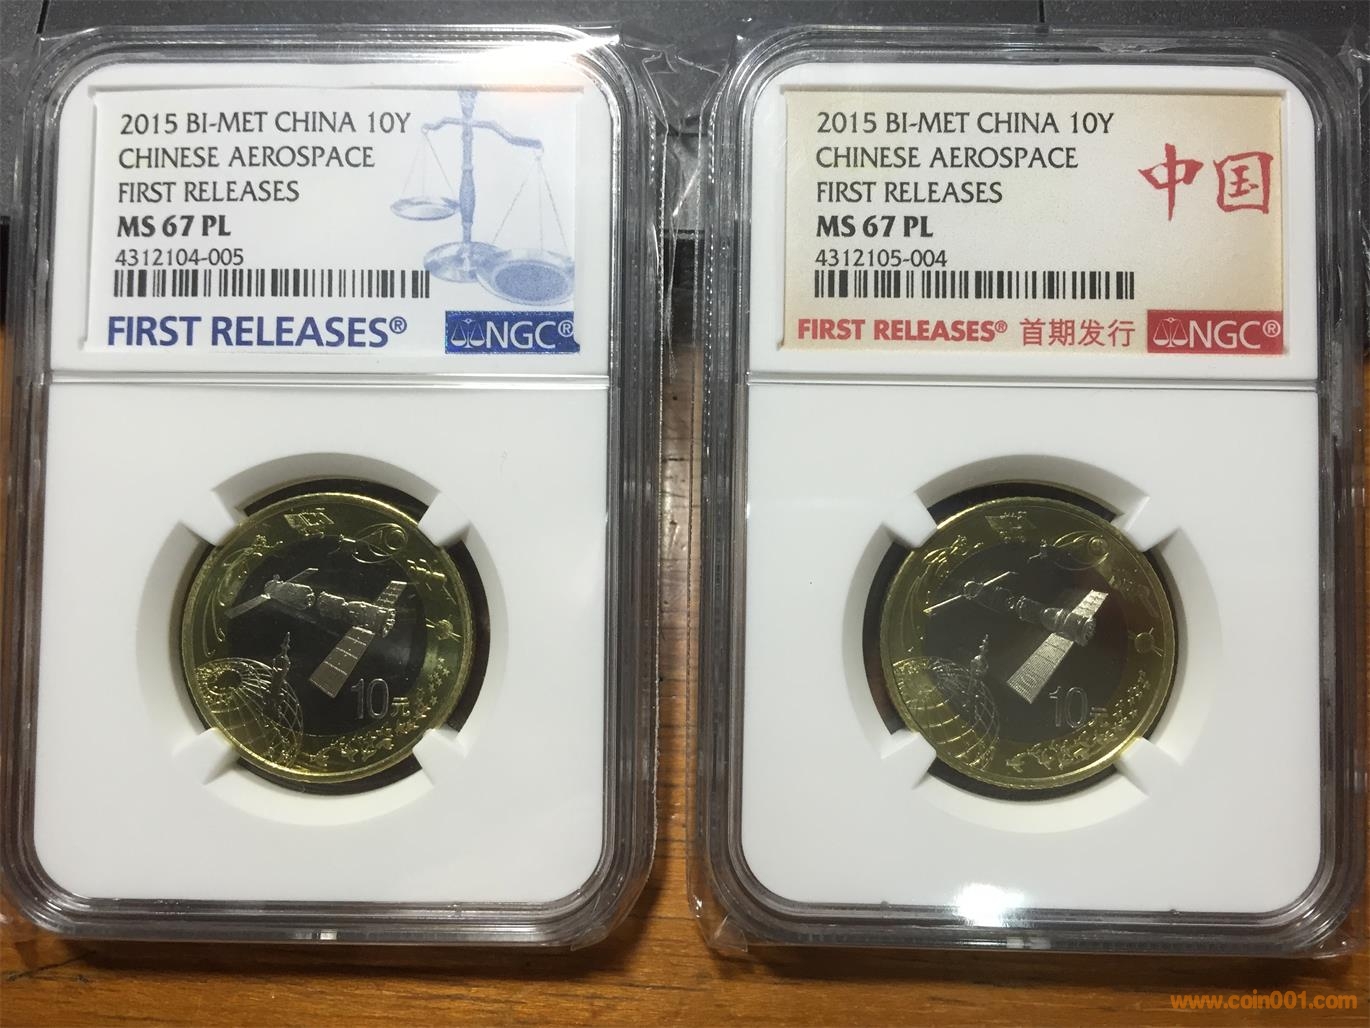 2015 BI-MET CHINA 10Y
CHINESE AEROSPACE
FIRST RELEASES
MS 67 PL
4312104-005
FIRST RELEASES®
NGC®
10元
2015 BI-MET CHINA 10Y
CHINESE AEROSPACE
FIRST RELEASES
MS 67 PL
4312105-004
中国
FIRST RELEASES® 首期发行
NGC®
10元
www.coin001.com